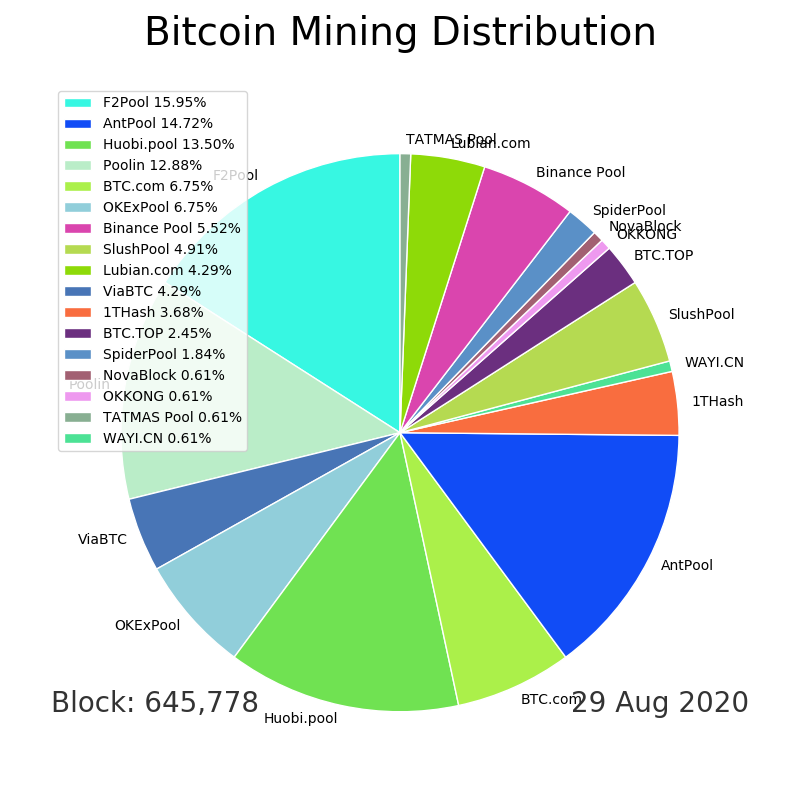 Bitcoin Mining Distribution
F2Pool 15.95%
AntPool 14.72%
Huobi.pool 13.50%
Poolin 12.88%
BTC.com 6.75%
OKExPool 6.75%
Binance Pool 5.52%
SlushPool 4.91%
Lubian.com 4.29%
ViaBTC 4.29%
1THash 3.68%
BTC.TOP 2.45%
SpiderPool 1.84%
NovaBlock 0.61%
OKKONG 0.61%
TATMAS Pool 0.61%
WAYI.CN 0.61%
TATMAS Pool
Lubian.com
Binance Pool
SpiderPool
NovaBlock
OKKONG
BTC.TOP
SlushPool
WAYI.CN
1THash
AntPool
BTC.com
Huobi.pool
OKExPool
ViaBTC
Poolin
F2Pool
Block: 645,778
29 Aug 2020